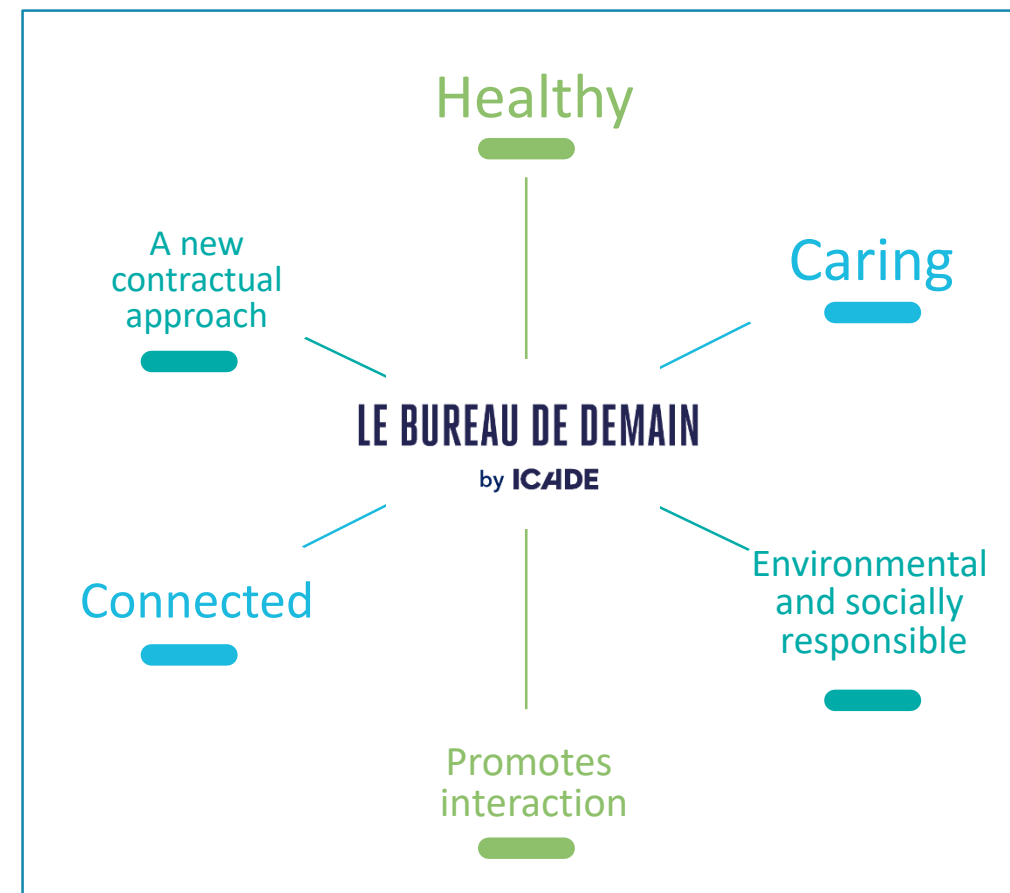 Healthy
A new
contractual
approach
Caring
LE BUREAU DE DEMAIN
by ICADE
Connected
Environmental
and socially
responsible
Promotes
interaction